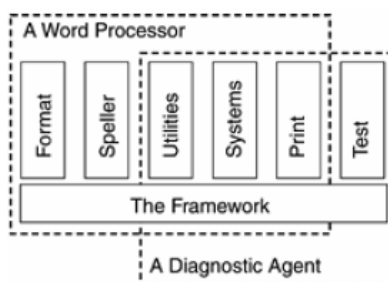 A Word Processor
Format
Speller
Utilities
Systems
Print
Test
The Framework
A Diagnostic Agent